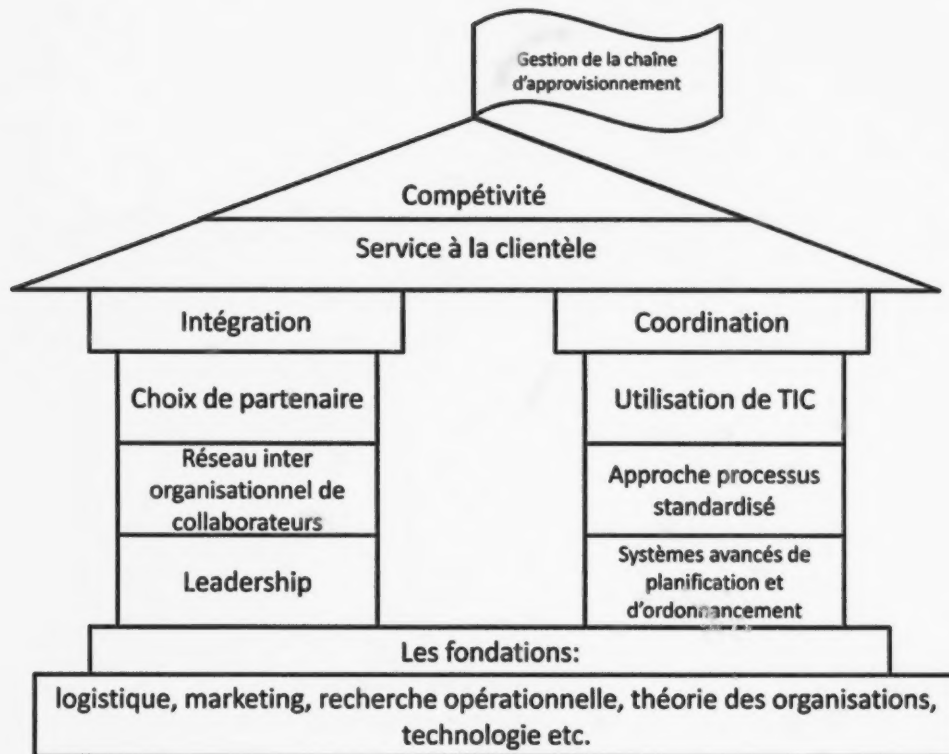 Gestion de la chaîne
d'approvisionnement
Compétivité
Service à la clientèle
Intégration
Coordination
Choix de partenaire
Utilisation de TIC
Réseau inter
organisationnel de
collaborateurs
Approche processus
standardisé
Leadership
Systèmes avancés de
planification et
d'ordonnancement
Les fondations:
logistique, marketing, recherche opérationnelle, théorie des organisations,
technologie etc.